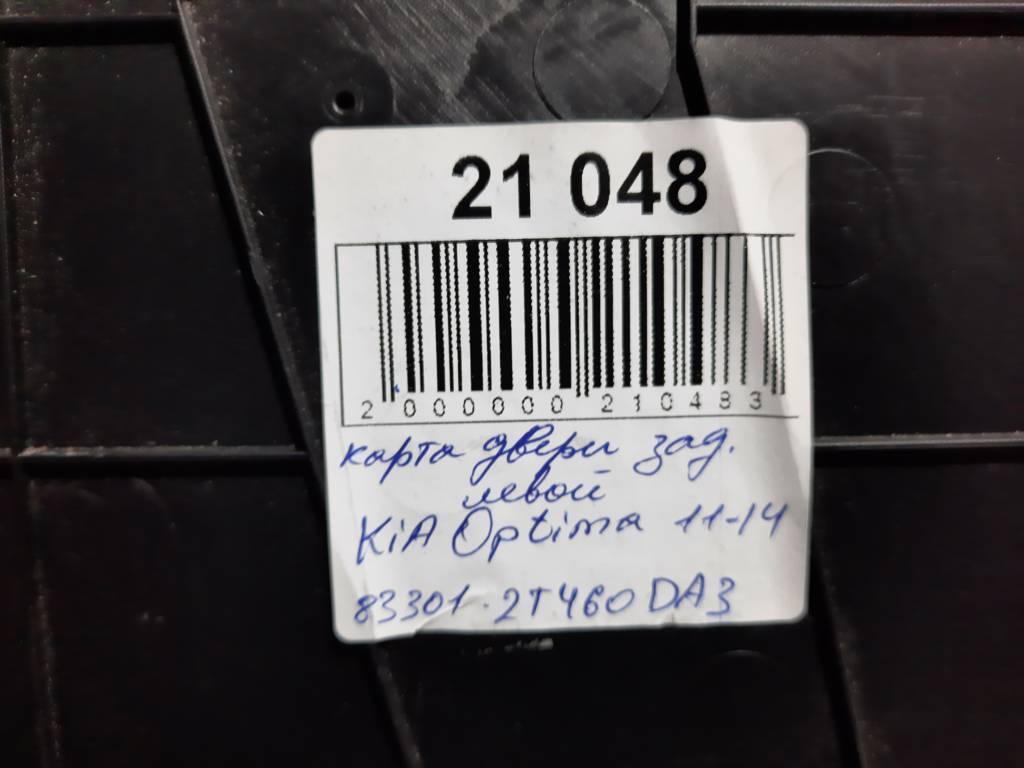 21 048
2 000000 210483
карта двери зад.
левой
KiA Optima 11-14
83301-2T460DA3